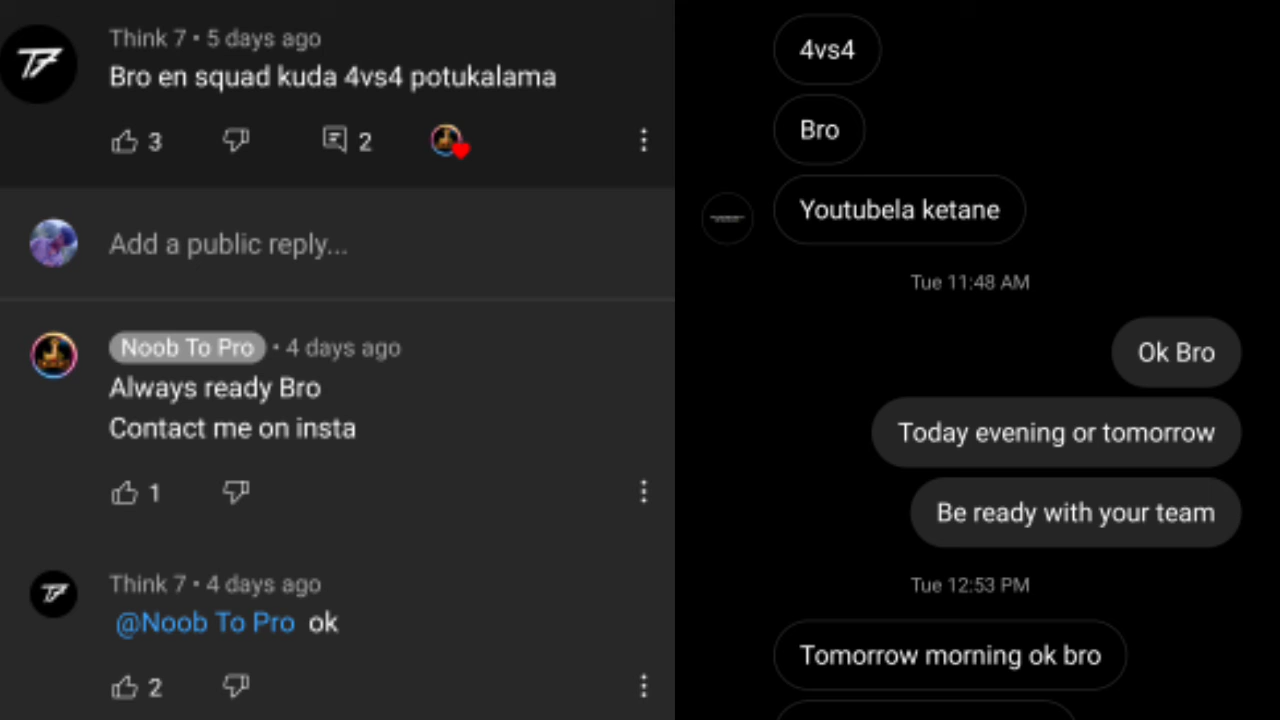 Think 7 • 5 days ago
Bro en squad kuda 4vs4 potukalama
3
2
Add a public reply...
Noob To Pro • 4 days ago
Always ready Bro
Contact me on insta
1
Think 7 • 4 days ago
@Noob To Pro ok
2
4vs4
Bro
Youtubela ketane
Tue 11:48 AM
Ok Bro
Today evening or tomorrow
Be ready with your team
Tue 12:53 PM
Tomorrow morning ok bro